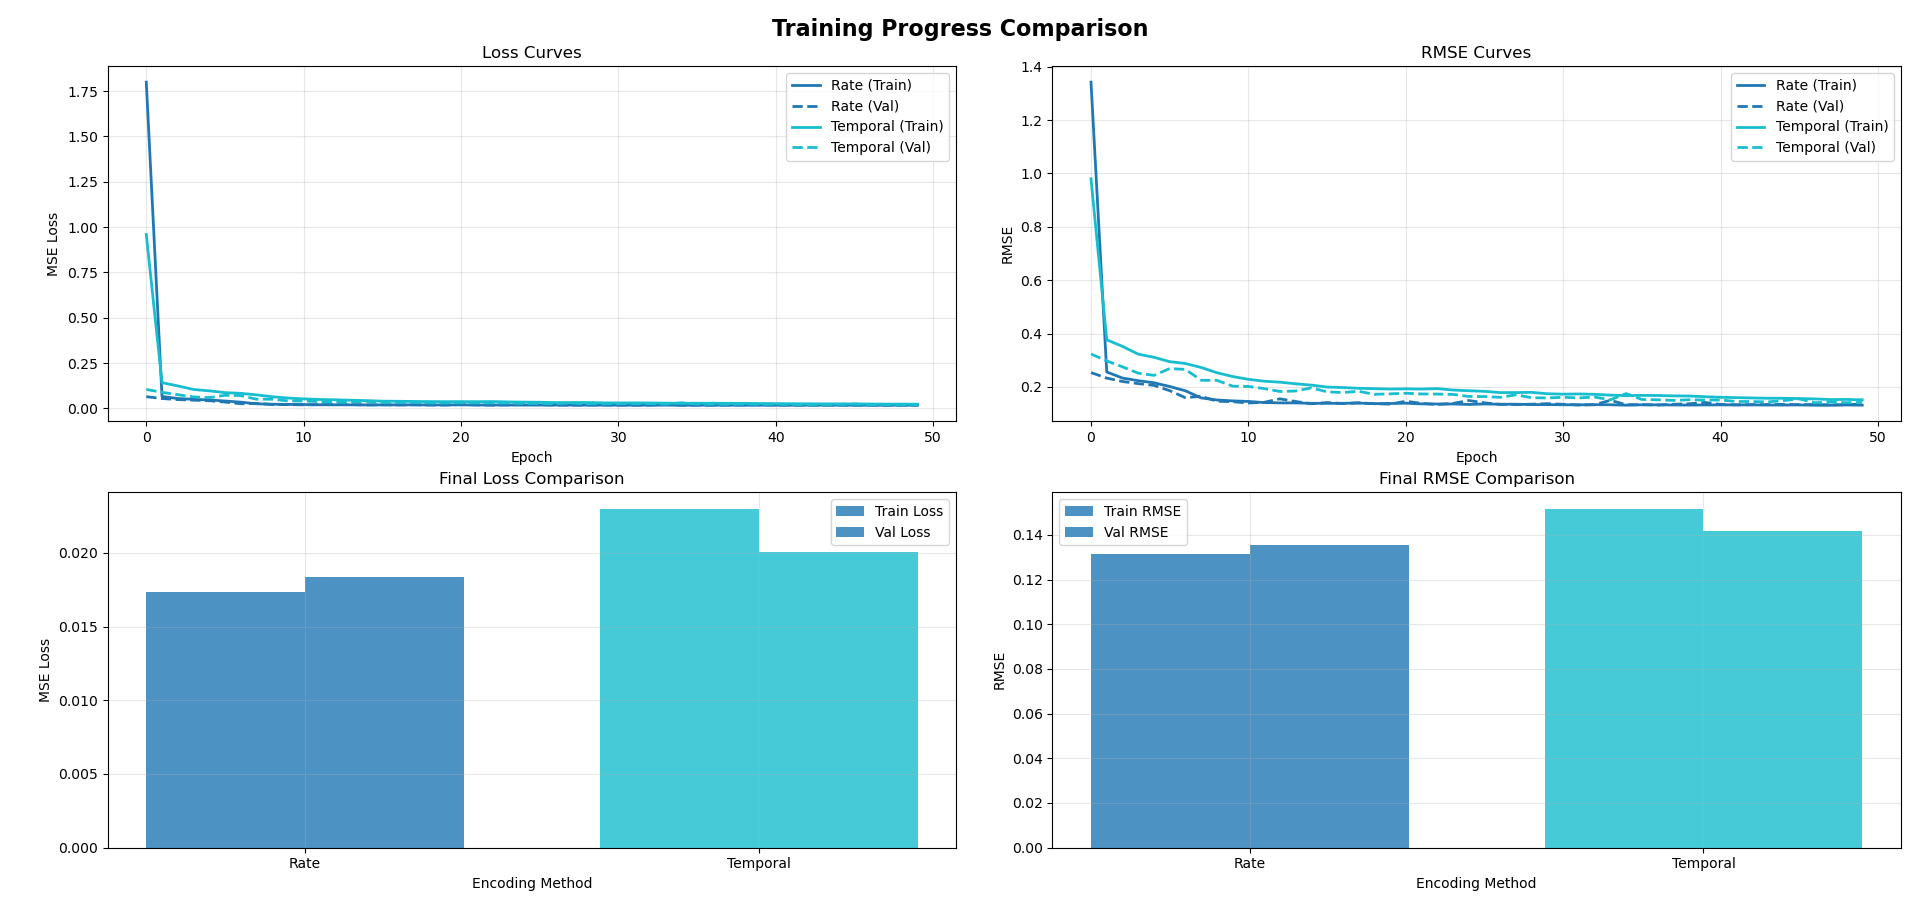 Training Progress Comparison
Loss Curves
MSE Loss
1.75
1.50
1.25
1.00
0.75
0.50
0.25
0.00
0 10 20 30 40 50
Epoch
Rate (Train)
Rate (Val)
Temporal (Train)
Temporal (Val)
RMSE Curves
RMSE
1.4
1.2
1.0
0.8
0.6
0.4
0.2
0 10 20 30 40 50
Epoch
Rate (Train)
Rate (Val)
Temporal (Train)
Temporal (Val)
Final Loss Comparison
MSE Loss
0.020
0.015
0.010
0.005
0.000
Rate Temporal
Encoding Method
Train Loss
Val Loss
Final RMSE Comparison
RMSE
0.14
0.12
0.10
0.08
0.06
0.04
0.02
0.00
Rate Temporal
Encoding Method
Train RMSE
Val RMSE